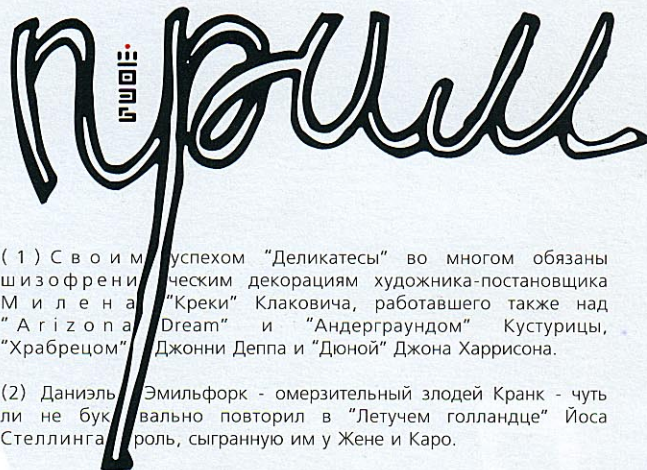 прим
(1) Своим успехом "Деликатесы" во многом обязаны
шизофреническим декорациям художника-постановщика
Милена "Креки" Клаковича, работавшего также над
"Arizona Dream" и "Андерграундом" Кустурицы,
"Храбрецом" Джонни Деппа и "Дюной" Джона Харрисона.
(2) Даниэль Эмильфорк - омерзительный злодей Кранк - чуть
ли не буквально повторил в "Летучем голландце" Йоса
Стеллинга роль, сыгранную им у Жене и Каро.